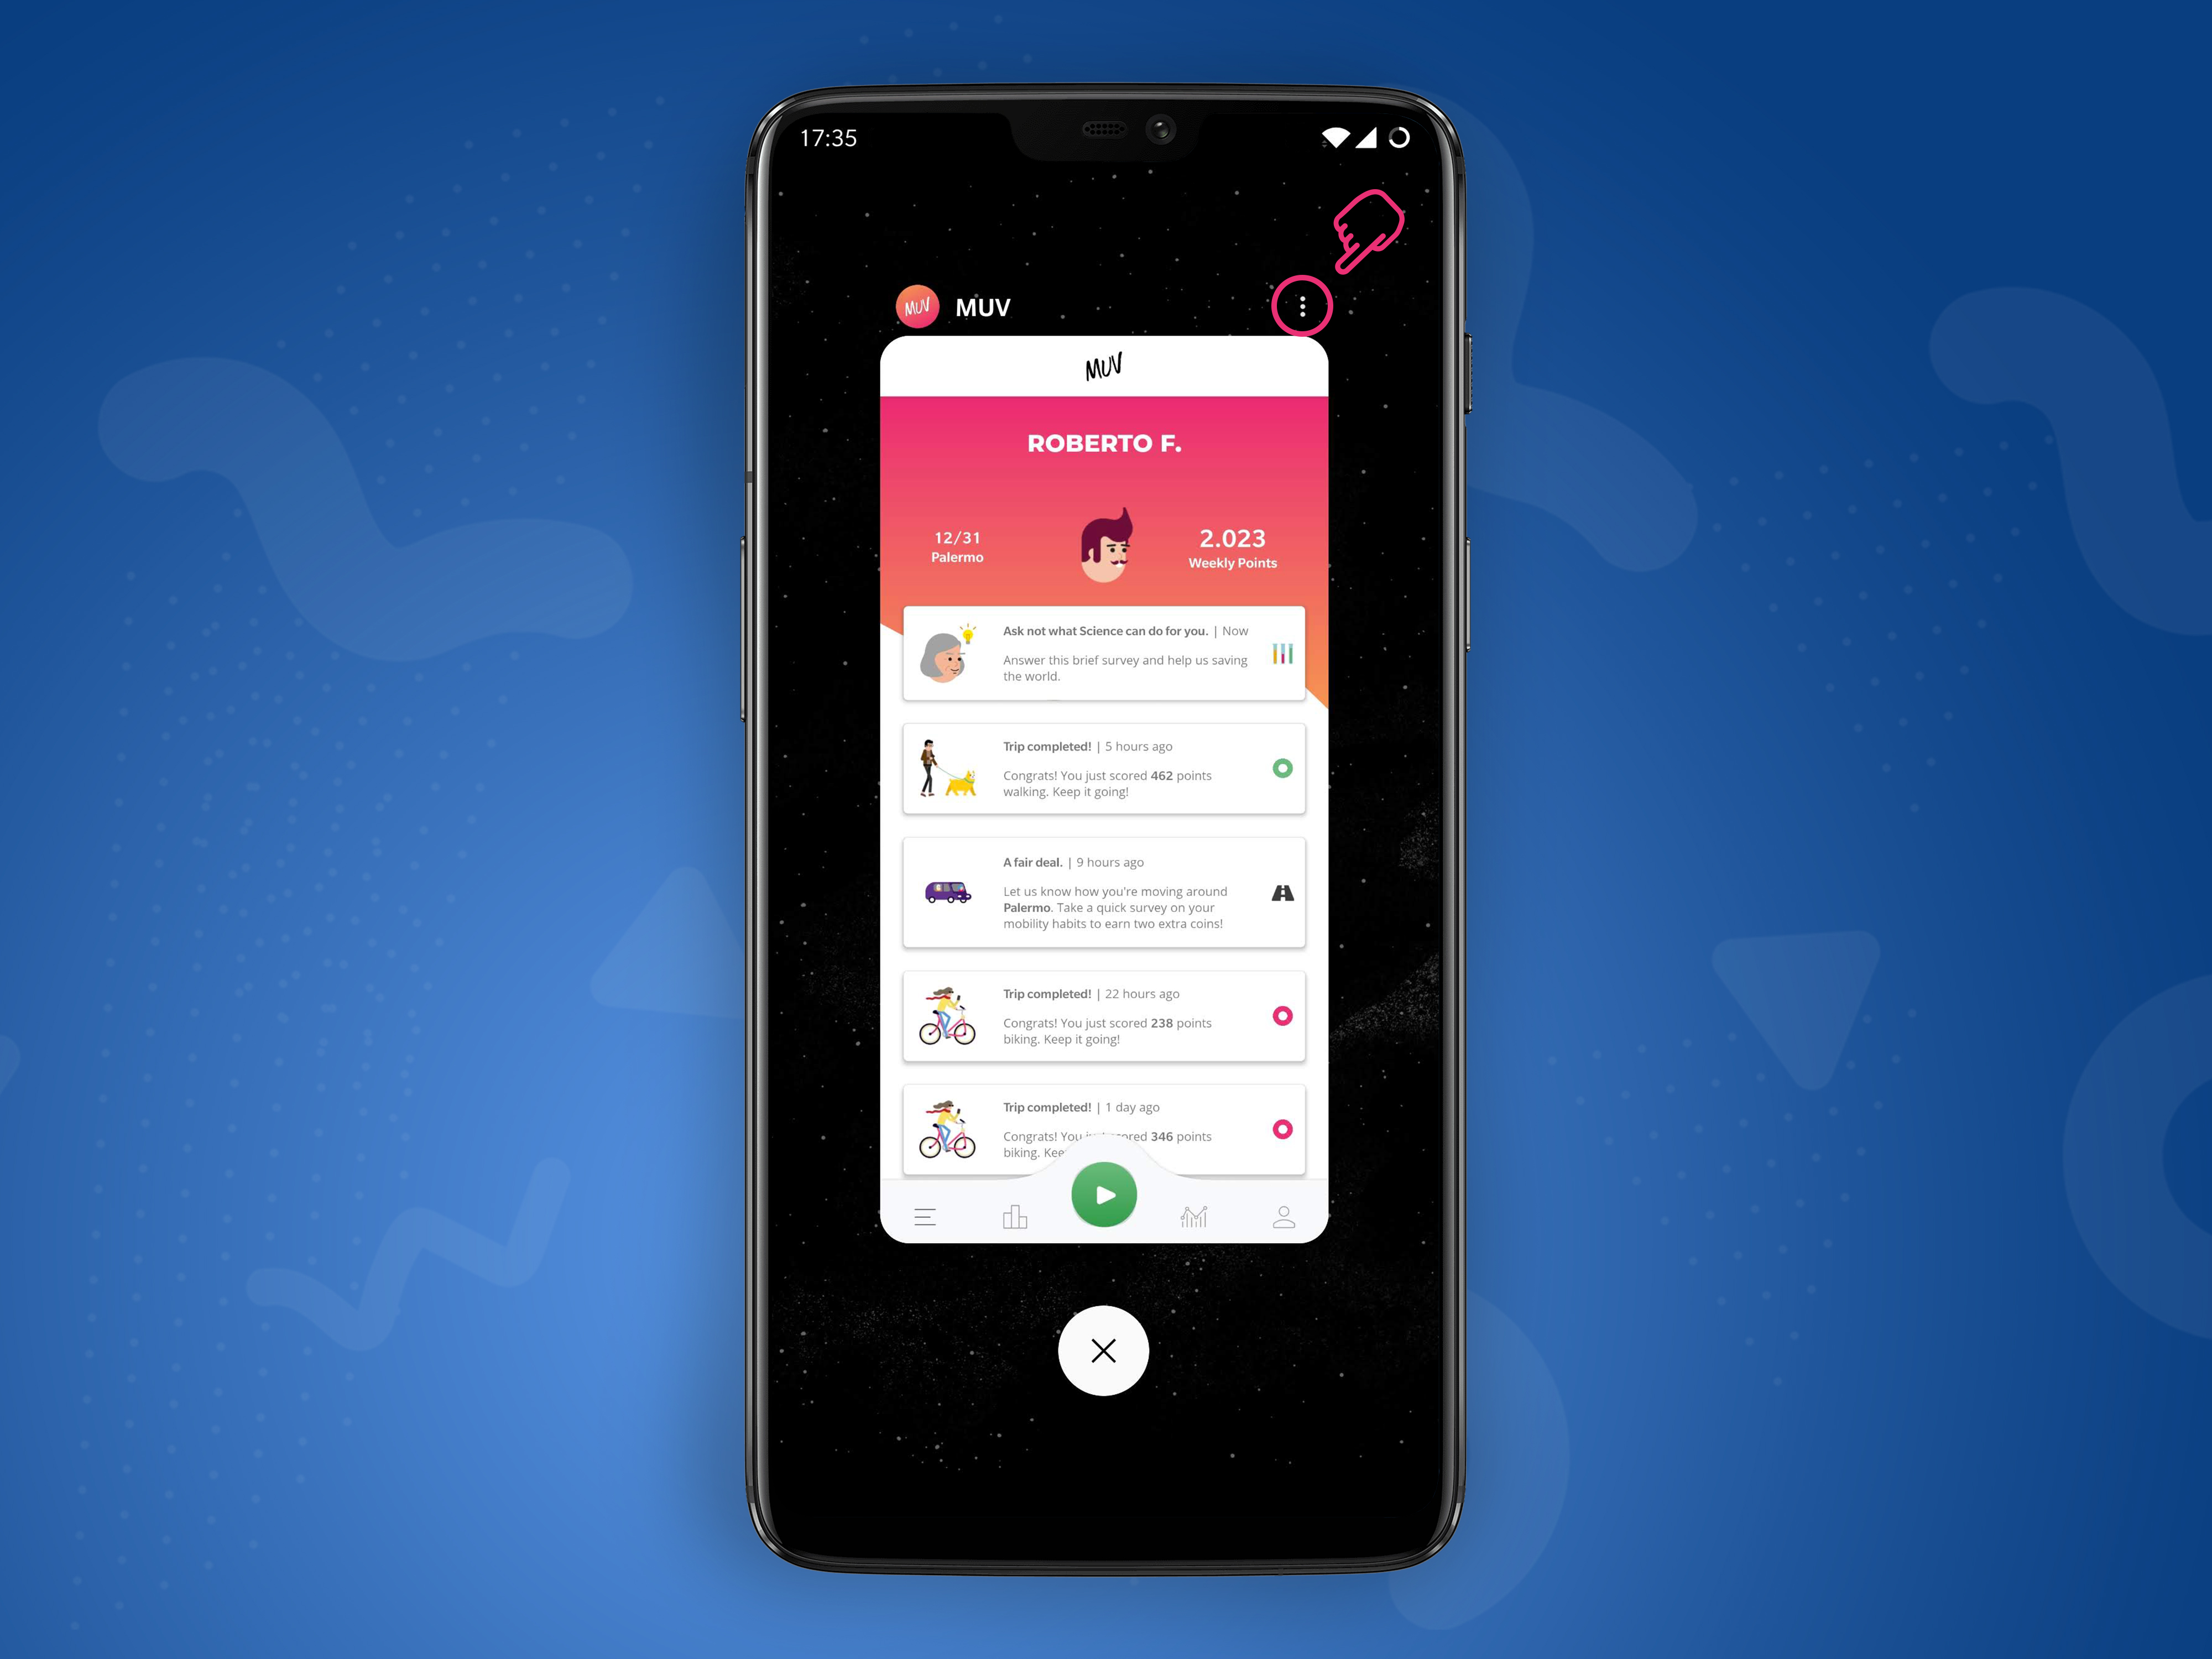 17:35
MUV
MUV
MUV
ROBERTO F.
12/31
Palermo
2.023
Weekly Points
Ask not what Science can do for you. | Now
Answer this brief survey and help us saving
the world.
Trip completed! | 5 hours ago
Congrats! You just scored 462 points
walking. Keep it going!
A fair deal. | 9 hours ago
Let us know how you're moving around
Palermo. Take a quick survey on your
mobility habits to earn two extra coins!
Trip completed! | 22 hours ago
Congrats! You just scored 238 points
biking. Keep it going!
Trip completed! | 1 day ago
Congrats! You just scored 346 points
biking.